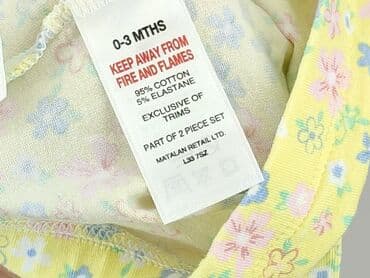 0-3 MTHS
KEEP AWAY FROM
FIRE AND FLAMES
95% COTTON
5% ELASTANE
EXCLUSIVE OF
TRIMS
PART OF 2 PIECE SET
MATALAN RETAIL LTD.
L33 7SZ